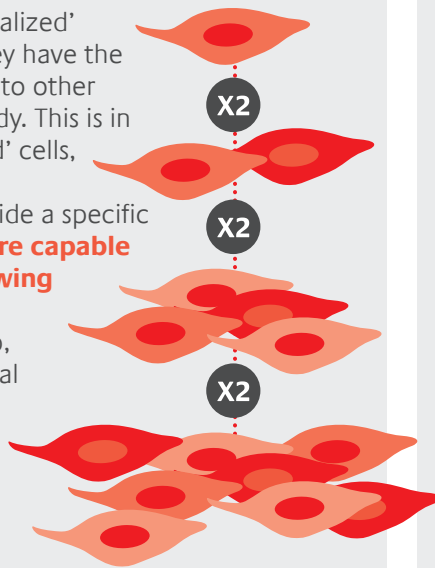 alized’
ey have the
to other
dy. This is in
d’ cells,
ide a specific
re capable
wing
o,
al
X2
X2
X2